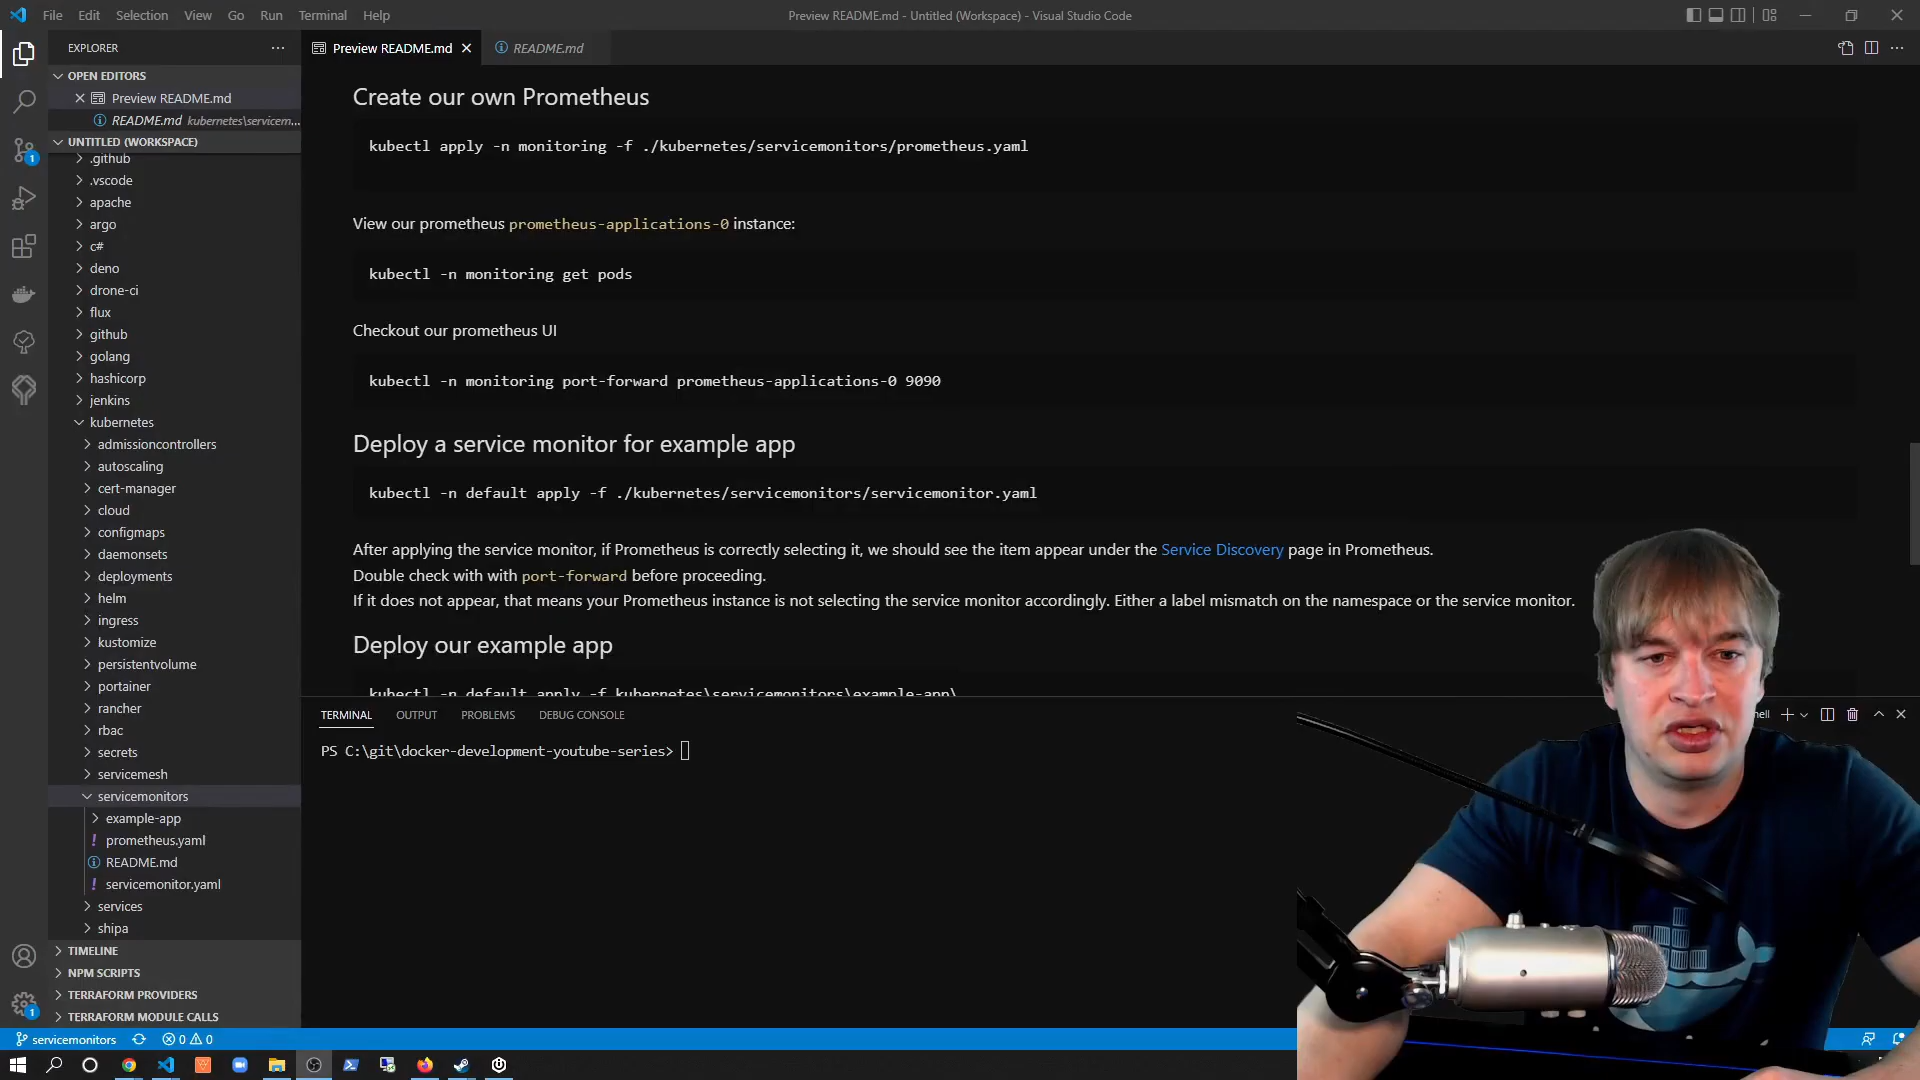 File Edit Selection View Go Run Terminal Help
Preview README.md - Untitled (Workspace) - Visual Studio Code
EXPLORER
Preview README.md
README.md
OPEN EDITORS
Preview README.md
README.md kubernetes\servicem...
UNTITLED (WORKSPACE)
.github
.vscode
apache
argo
c#
deno
drone-ci
flux
github
golang
hashicorp
jenkins
kubernetes
admissioncontrollers
autoscaling
cert-manager
cloud
configmaps
daemonsets
deployments
helm
ingress
kustomize
persistentvolume
portainer
rancher
rbac
secrets
servicemesh
servicemonitors
example-app
prometheus.yaml
README.md
servicemonitor.yaml
services
shipa
TIMELINE
NPM SCRIPTS
TERRAFORM PROVIDERS
TERRAFORM MODULE CALLS
1
1
Create our own Prometheus
kubectl apply -n monitoring -f ./kubernetes/servicemonitors/prometheus.yaml
View our prometheus prometheus-applications-0 instance:
kubectl -n monitoring get pods
Checkout our prometheus UI
kubectl -n monitoring port-forward prometheus-applications-0 9090
Deploy a service monitor for example app
kubectl -n default apply -f ./kubernetes/servicemonitors/servicemonitor.yaml
After applying the service monitor, if Prometheus is correctly selecting it, we should see the item appear under the Service Discovery page in Prometheus.
Double check with with port-forward before proceeding.
If it does not appear, that means your Prometheus instance is not selecting the service monitor accordingly. Either a label mismatch on the namespace or the service monitor.
Deploy our example app
kubectl -n default apply -f kubernetes\servicemonitors\example-app\
TERMINAL OUTPUT PROBLEMS DEBUG CONSOLE
ell
PS C:\git\docker-development-youtube-series>
servicemonitors 0 0